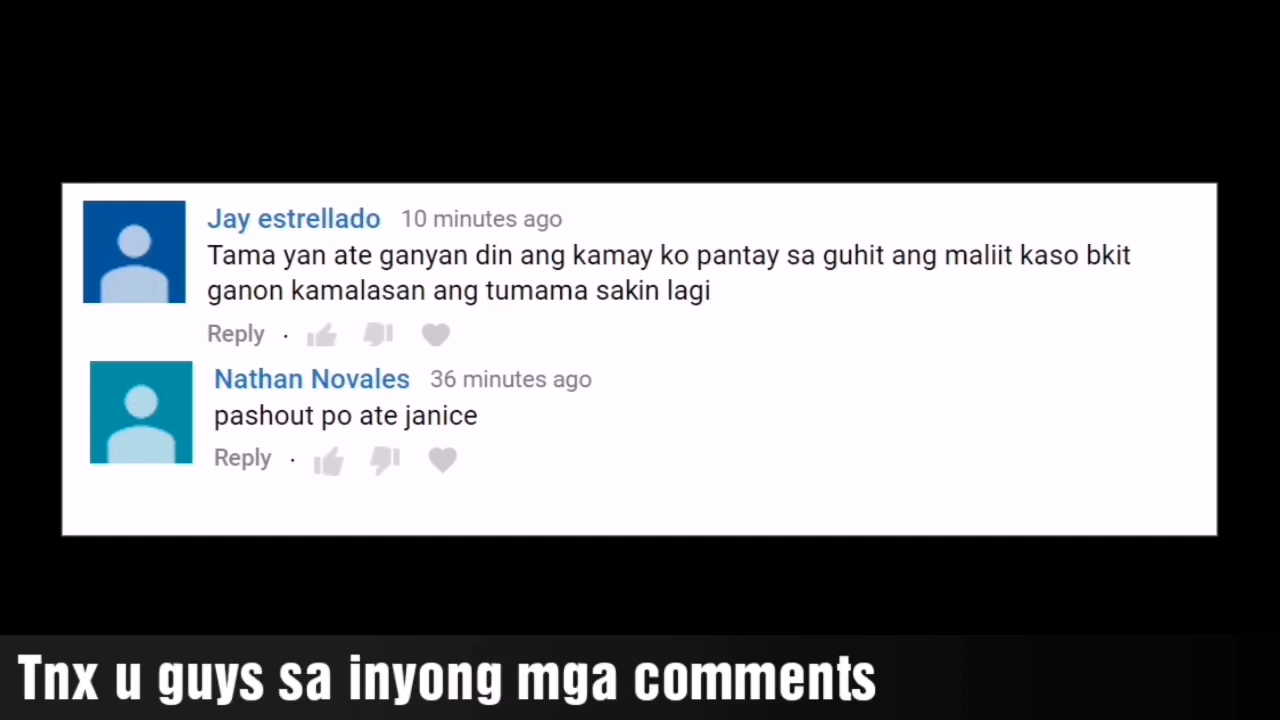 Jay estrellado 10 minutes ago
Tama yan ate ganyan din ang kamay ko pantay sa guhit ang maliit kaso bkit
ganon kamalasan ang tumama sakin lagi
Reply ·
Nathan Novales 36 minutes ago
pashout po ate janice
Reply ·
Tnx u guys sa inyong mga comments